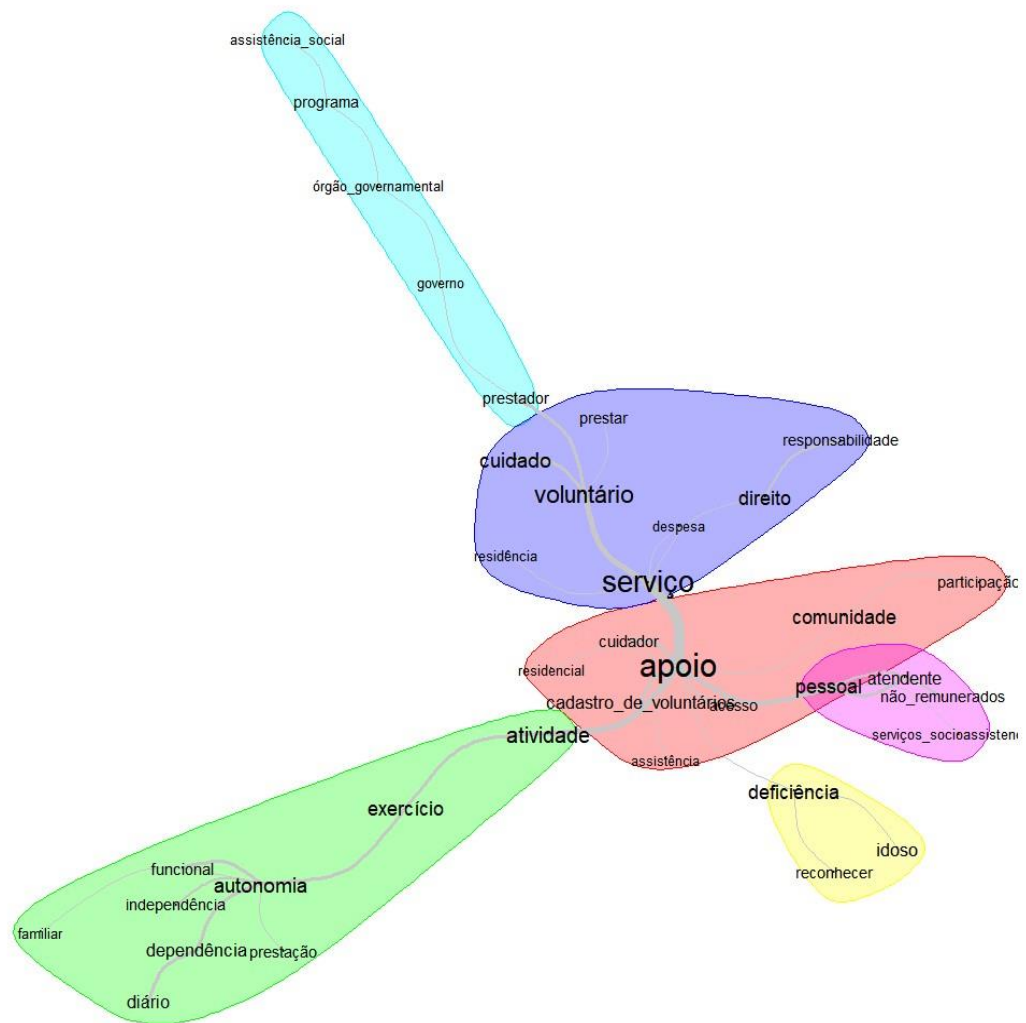 assistência_social
programa
órgão_governamental
governo
prestador
prestar
responsabilidade
cuidado
voluntário
direito
despesa
residência
serviço
participação
comunidade
cuidador
apoio
residencial
atendente
pessoal
não_remunerados
cadastro_de_voluntários
acesso
atividade
serviços_socioassistenc
assistência
deficiência
exercício
idoso
funcional
reconhecer
autonomia
independência
familiar
dependência
prestação
diário